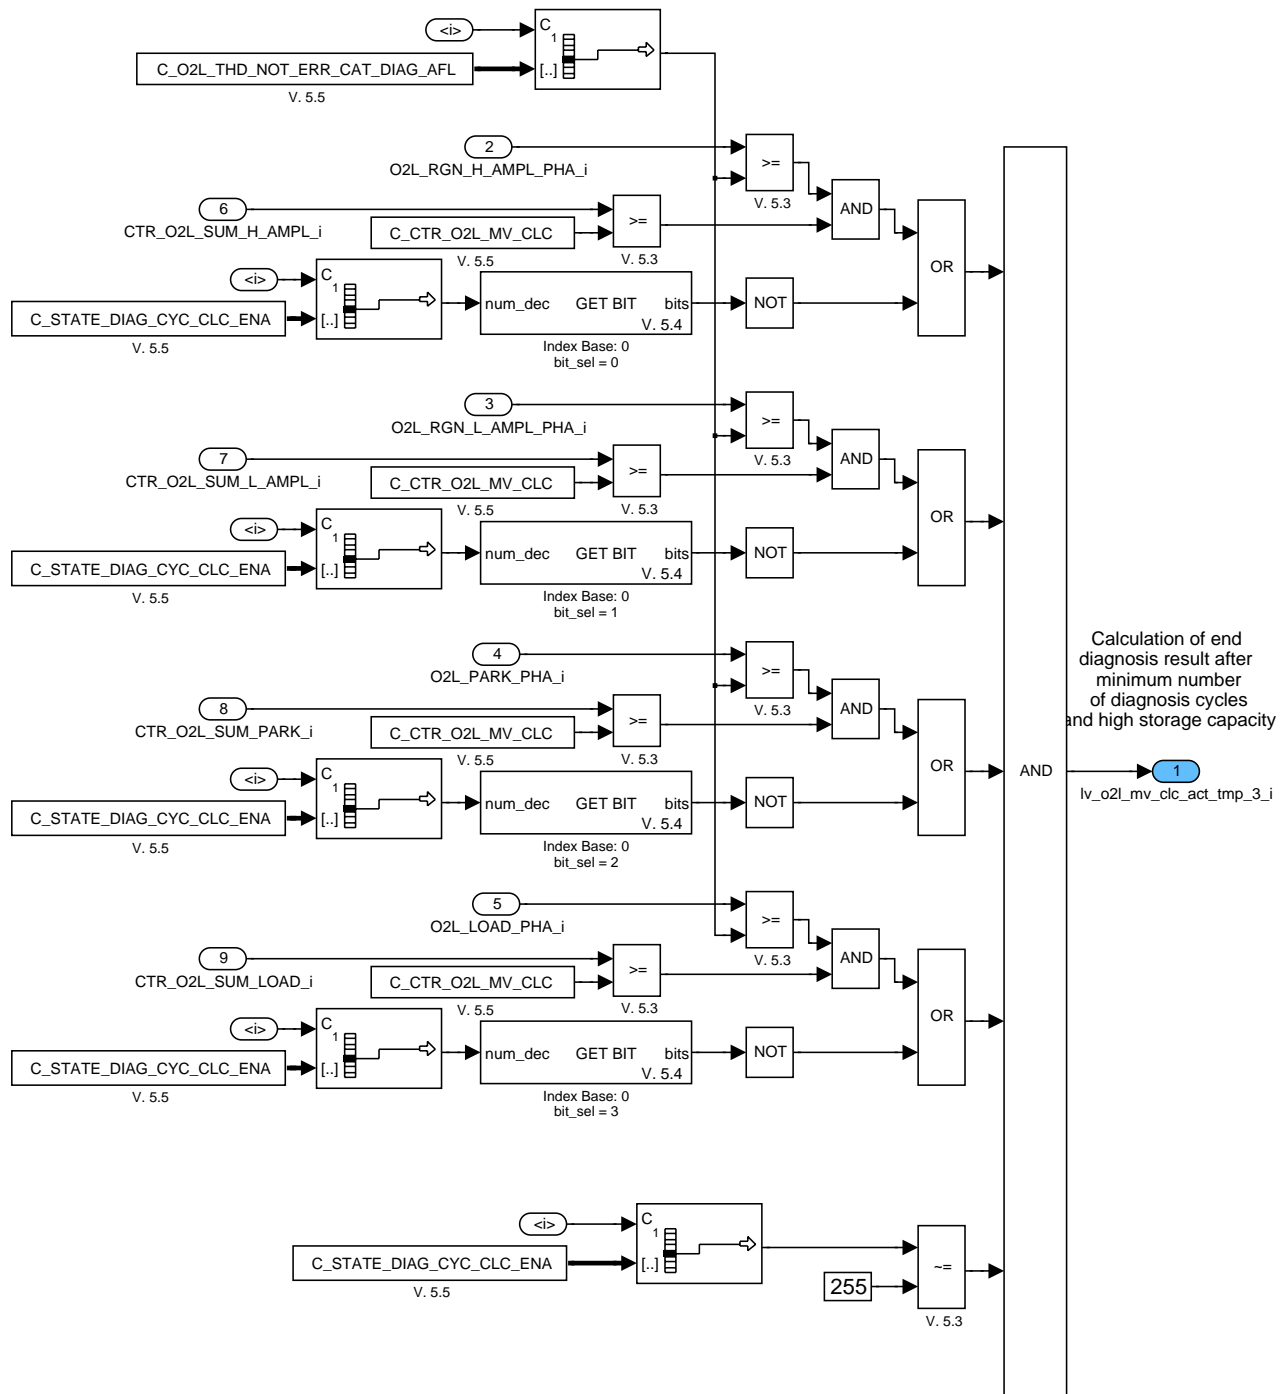 <i>
C
1
[..]
C_O2L_THD_NOT_ERR_CAT_DIAG_AFL
V. 5.5
2
O2L_RGN_H_AMPL_PHA_i
>=
V. 5.3
AND
6
CTR_O2L_SUM_H_AMPL_i
C_CTR_O2L_MV_CLC
V. 5.5
>=
V. 5.3
OR
<i>
C
1
[..]
C_STATE_DIAG_CYC_CLC_ENA
V. 5.5
num_dec GET BIT bits
V. 5.4
Index Base: 0
bit_sel = 0
NOT
3
O2L_RGN_L_AMPL_PHA_i
>=
V. 5.3
AND
7
CTR_O2L_SUM_L_AMPL_i
C_CTR_O2L_MV_CLC
V. 5.5
>=
V. 5.3
OR
<i>
C
1
[..]
C_STATE_DIAG_CYC_CLC_ENA
V. 5.5
num_dec GET BIT bits
V. 5.4
Index Base: 0
bit_sel = 1
NOT
4
O2L_PARK_PHA_i
>=
V. 5.3
AND
8
CTR_O2L_SUM_PARK_i
C_CTR_O2L_MV_CLC
V. 5.5
>=
V. 5.3
OR
<i>
C
1
[..]
C_STATE_DIAG_CYC_CLC_ENA
V. 5.5
num_dec GET BIT bits
V. 5.4
Index Base: 0
bit_sel = 2
NOT
AND
Calculation of end
diagnosis result after
minimum number
of diagnosis cycles
and high storage capacity
1
lv_o2l_mv_clc_act_tmp_3_i
5
O2L_LOAD_PHA_i
>=
V. 5.3
AND
9
CTR_O2L_SUM_LOAD_i
C_CTR_O2L_MV_CLC
V. 5.5
>=
V. 5.3
OR
<i>
C
1
[..]
C_STATE_DIAG_CYC_CLC_ENA
V. 5.5
num_dec GET BIT bits
V. 5.4
Index Base: 0
bit_sel = 3
NOT
<i>
C
1
[..]
C_STATE_DIAG_CYC_CLC_ENA
V. 5.5
255
~=
V. 5.3